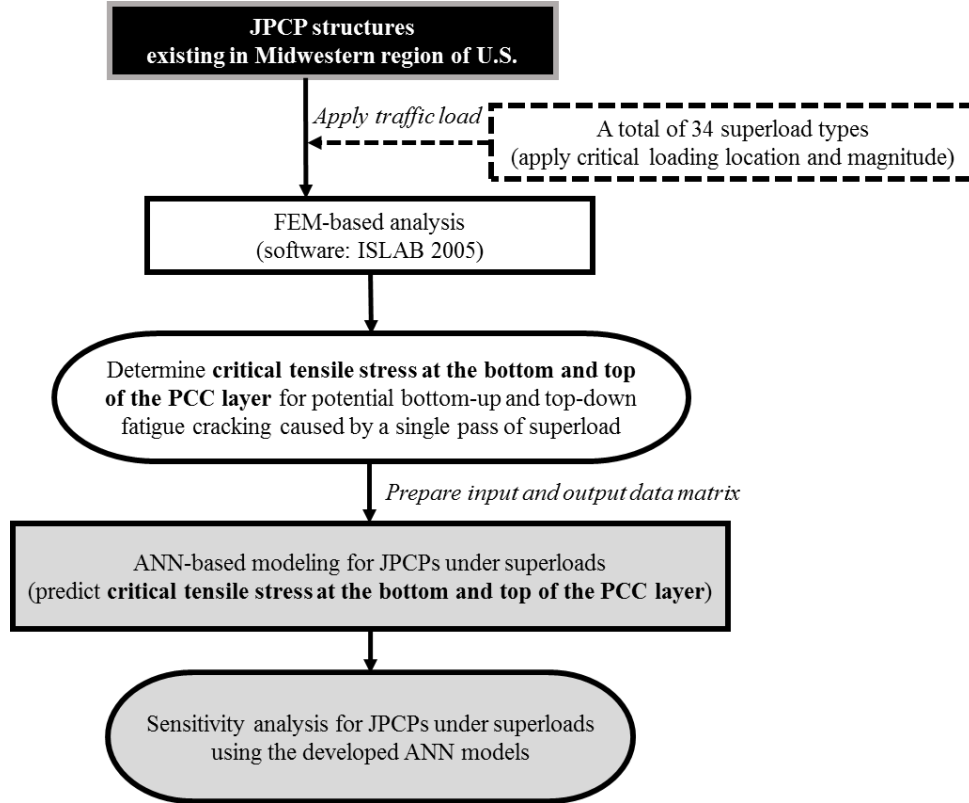 JPCP structures
existing in Midwestern region of U.S.
Apply traffic load
A total of 34 superload types
(apply critical loading location and magnitude)
FEM-based analysis
(software: ISLAB 2005)
Determine critical tensile stress at the bottom and top
of the PCC layer for potential bottom-up and top-down
fatigue cracking caused by a single pass of superload
Prepare input and output data matrix
ANN-based modeling for JPCPs under superloads
(predict critical tensile stress at the bottom and top of the PCC layer)
Sensitivity analysis for JPCPs under superloads
using the developed ANN models